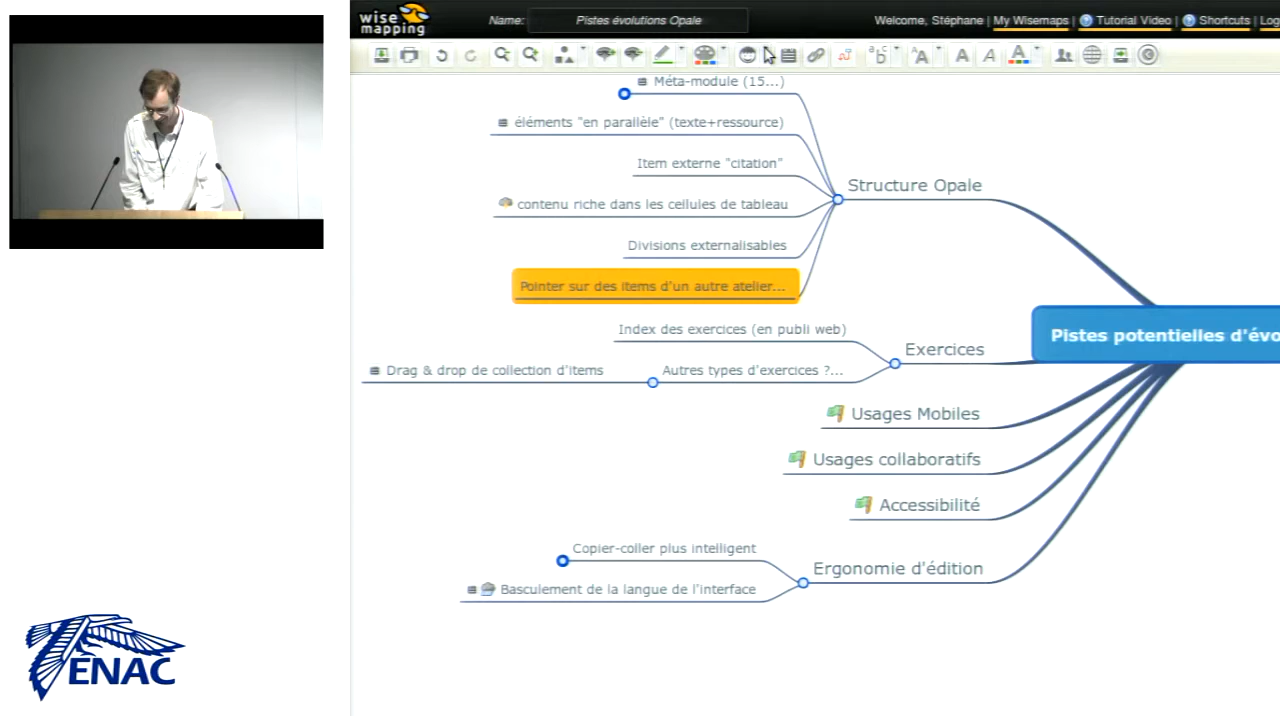 wise
mapping
Name:
Pistes évolutions Opale
Welcome, Stéphane | My Wisemaps | Tutorial Video | Shortcuts | Log
Méta-module (15...)
éléments "en parallèle" (texte+ressource)
Item externe "citation"
contenu riche dans les cellules de tableau
Divisions externalisables
Pointer sur des items d'un autre atelier...
Structure Opale
Index des exercices (en publi web)
Drag & drop de collection d'items
Autres types d'exercices ?...
Exercices
Pistes potentielles d'évo
Usages Mobiles
Usages collaboratifs
Accessibilité
Copier-coller plus intelligent
Basculement de la langue de l'interface
Ergonomie d'édition
ENAC